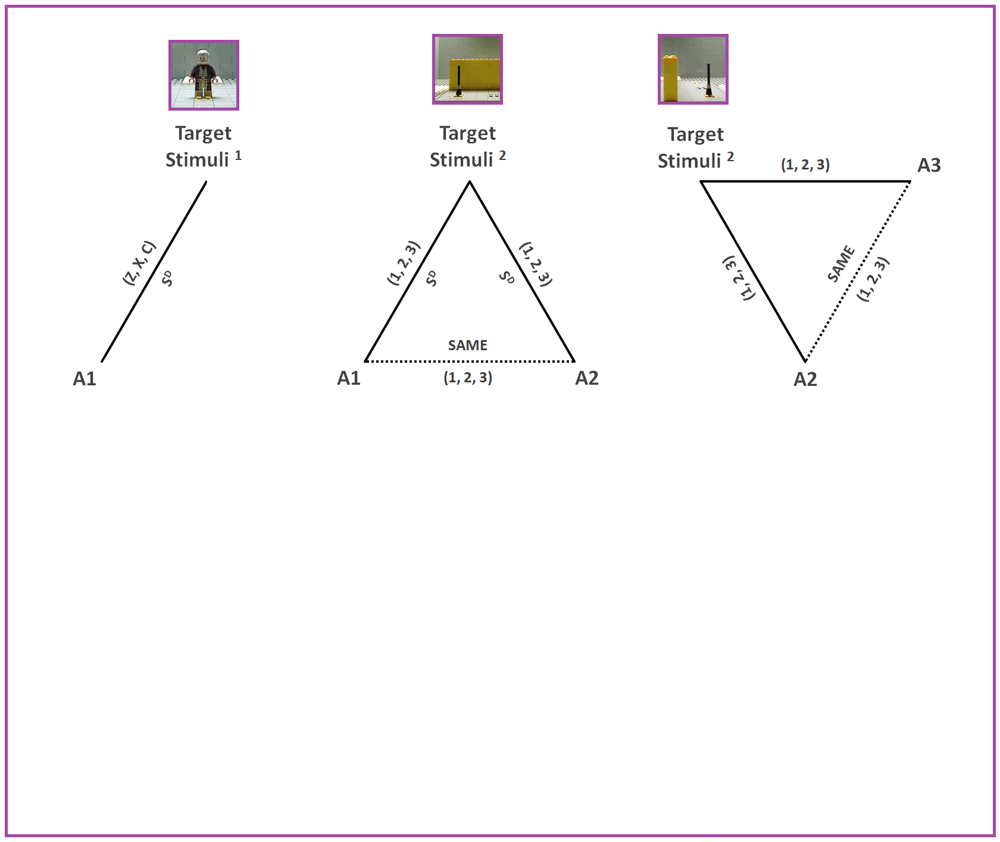 Target
Stimuli 1
(Z, X, C)
SD
A1
Target
Stimuli 2
(1, 2, 3)
SD
SD
(1, 2, 3)
SAME
A1
(1, 2, 3)
A2
Target
Stimuli 2
(1, 2, 3)
A3
(1, 2, 3)
SAME
(1, 2, 3)
A2